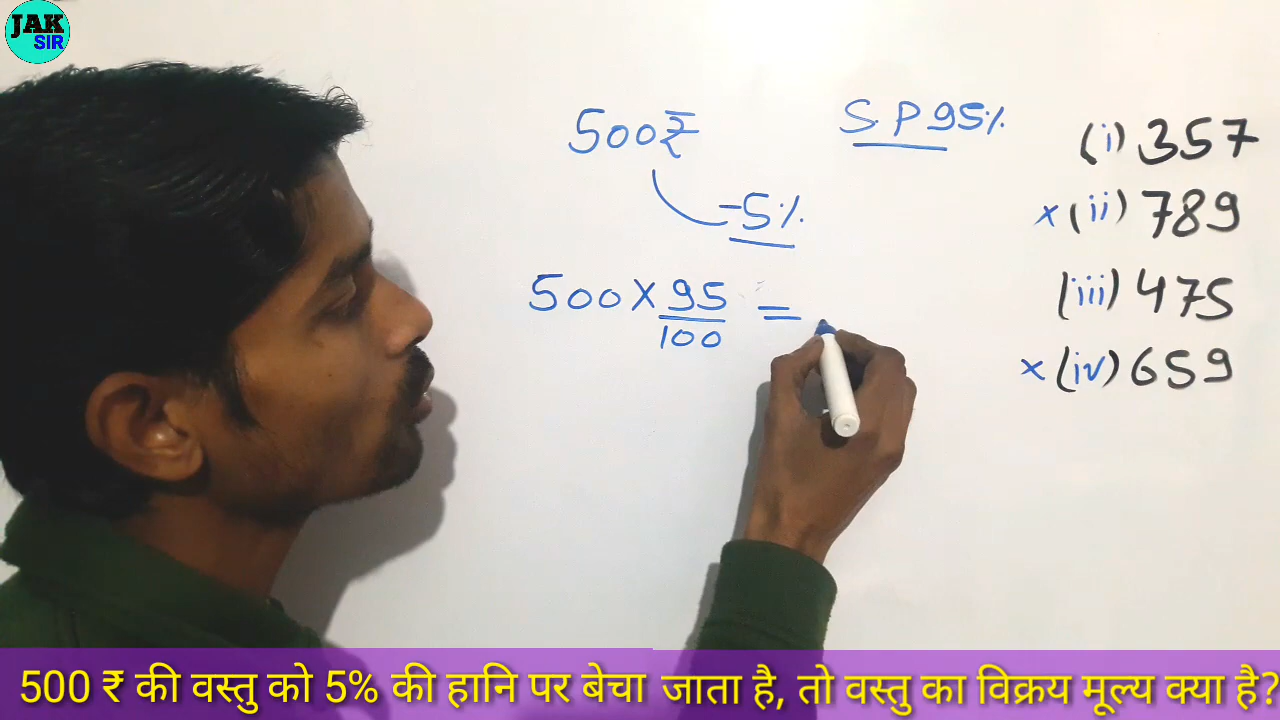 JAK
SIR
500₹
-5%
S.P 95%
500 × 95/100 =
(i) 357
× (ii) 789
(iii) 475
× (iv) 659
500 ₹ की वस्तु को 5% की हानि पर बेचा जाता है, तो वस्तु का विक्रय मूल्य क्या है?